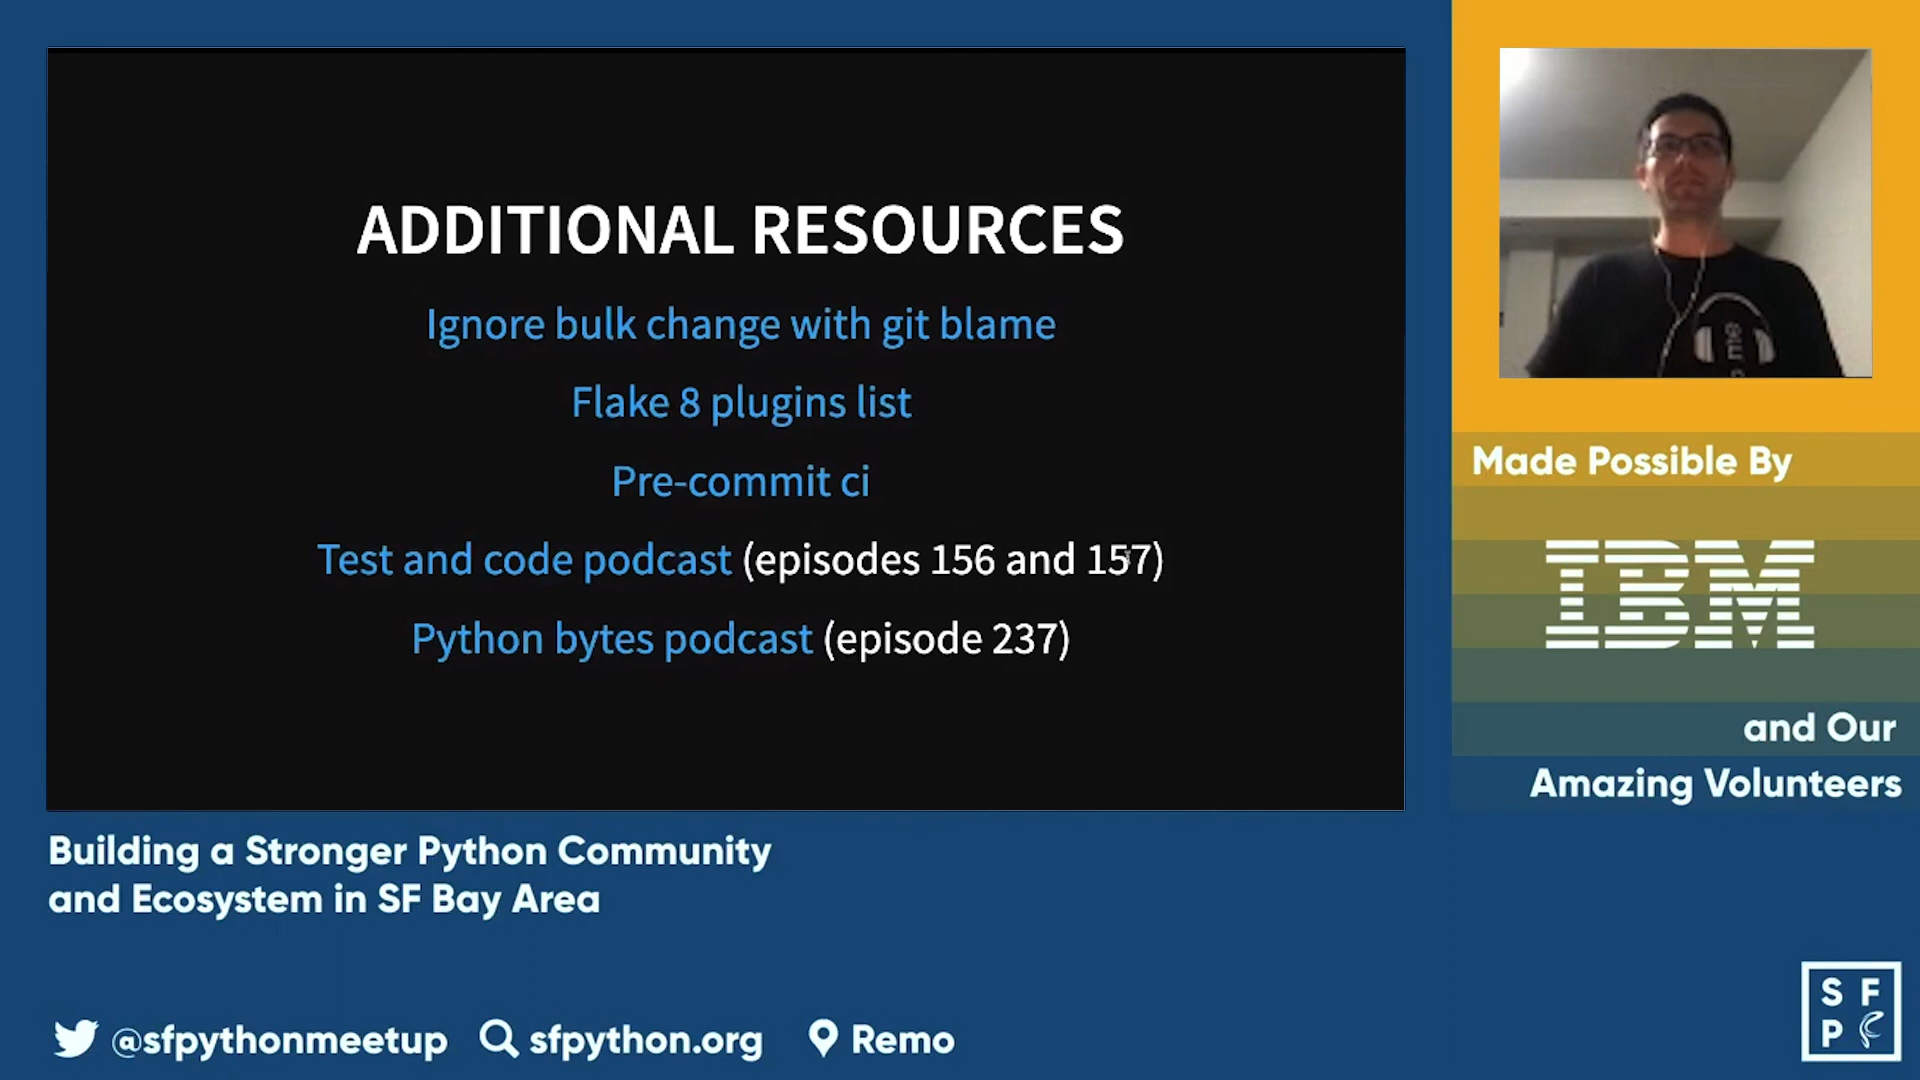 ADDITIONAL RESOURCES
Ignore bulk change with git blame
Flake 8 plugins list
Pre-commit ci
Test and code podcast (episodes 156 and 157)
Python bytes podcast (episode 237)
Made Possible By
IBM
and Our
Amazing Volunteers
Building a Stronger Python Community
and Ecosystem in SF Bay Area
@sfpythonmeetup sfpython.org Remo
S F
P